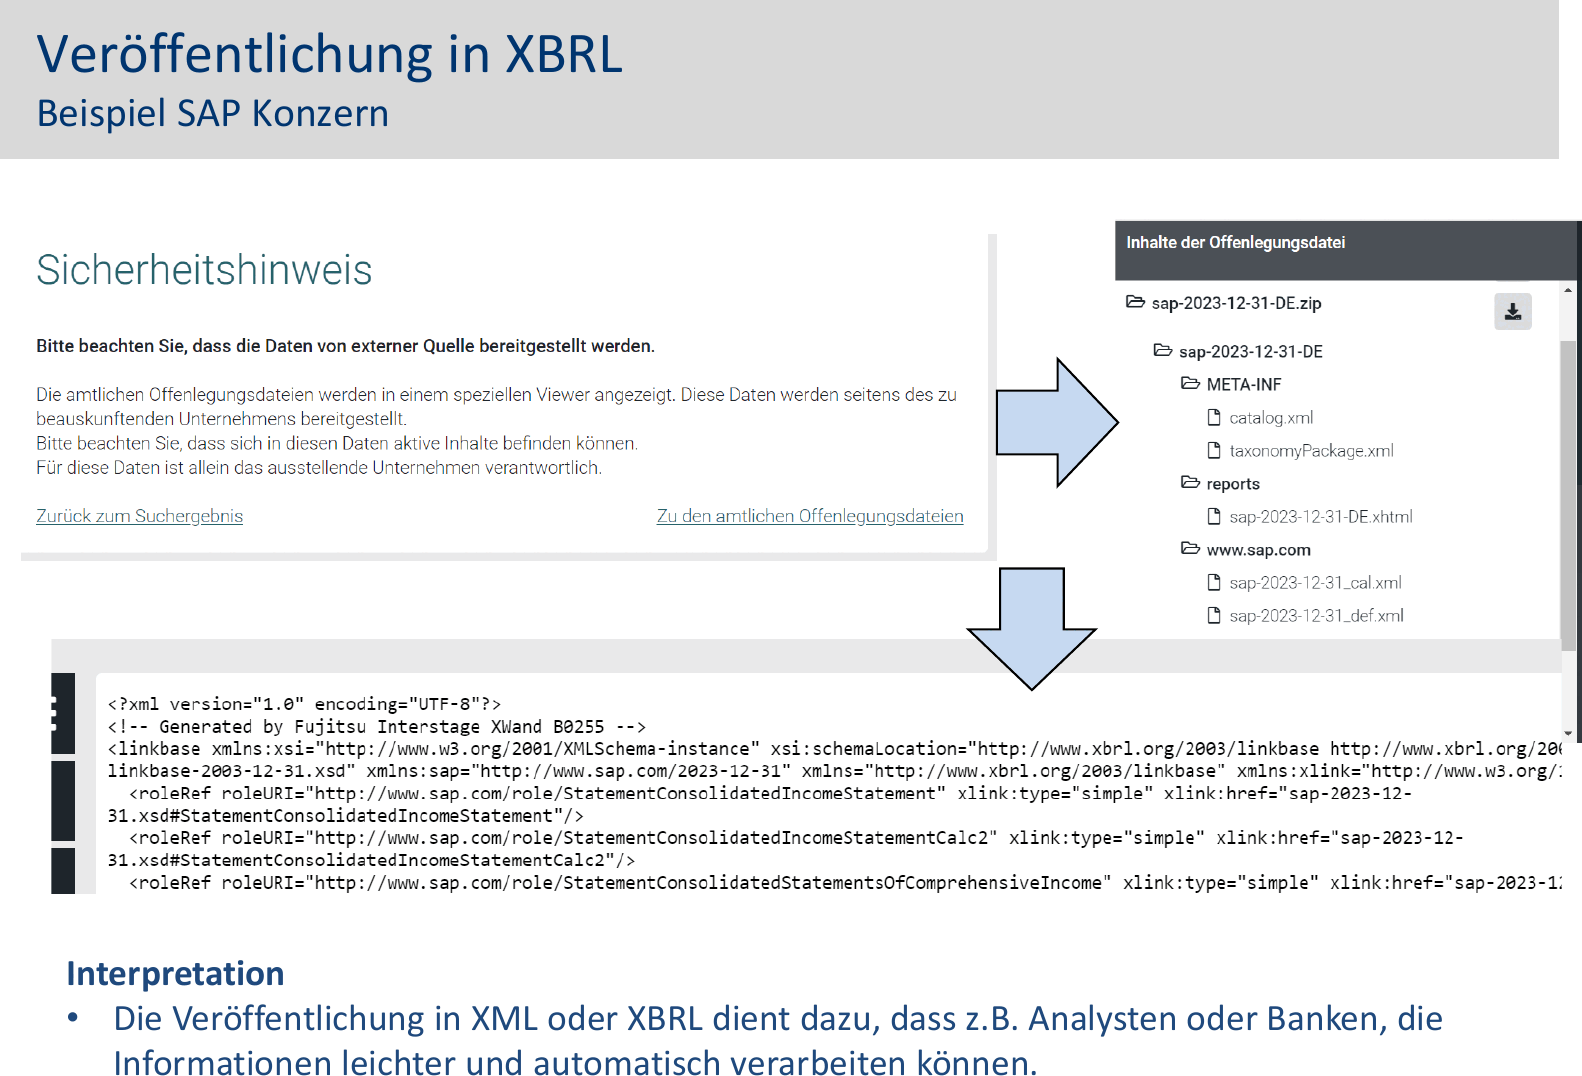 Veröffentlichung in XBRL
Beispiel SAP Konzern
Sicherheitshinweis
Bitte beachten Sie, dass die Daten von externer Quelle bereitgestellt werden.
Die amtlichen Offenlegungsdateien werden in einem speziellen Viewer angezeigt. Diese Daten werden seitens des zu
beauskunftenden Unternehmens bereitgestellt.
Bitte beachten Sie, dass sich in diesen Daten aktive Inhalte befinden können.
Für diese Daten ist allein das ausstellende Unternehmen verantwortlich.
Zurück zum Suchergebnis
Zu den amtlichen Offenlegungsdateien
Inhalte der Offenlegungsdatei
sap-2023-12-31-DE.zip
sap-2023-12-31-DE
META-INF
catalog.xml
taxonomyPackage.xml
reports
sap-2023-12-31-DE.xhtml
www.sap.com
sap-2023-12-31_cal.xml
sap-2023-12-31_def.xml
<?xml version="1.0" encoding="UTF-8"?>
<!-- Generated by Fujitsu Interstage XWand B0255 -->
<linkbase xmlns:xsi="http://www.w3.org/2001/XMLSchema-instance" xsi:schemaLocation="http://www.xbrl.org/2003/linkbase http://www.xbrl.org/200
linkbase-2003-12-31.xsd" xmlns:sap="http://www.sap.com/2023-12-31" xmlns="http://www.xbrl.org/2003/linkbase" xmlns:xlink="http://www.w3.org/1
<roleRef roleURI="http://www.sap.com/role/StatementConsolidatedIncomeStatement" xlink:type="simple" xlink:href="sap-2023-12-
31.xsd#StatementConsolidatedIncomeStatement"/>
<roleRef roleURI="http://www.sap.com/role/StatementConsolidatedIncomeStatementCalc2" xlink:type="simple" xlink:href="sap-2023-12-
31.xsd#StatementConsolidatedIncomeStatementCalc2"/>
<roleRef roleURI="http://www.sap.com/role/StatementConsolidatedStatementsOfComprehensiveIncome" xlink:type="simple" xlink:href="sap-2023-12
Interpretation
• Die Veröffentlichung in XML oder XBRL dient dazu, dass z.B. Analysten oder Banken, die
Informationen leichter und automatisch verarbeiten können.